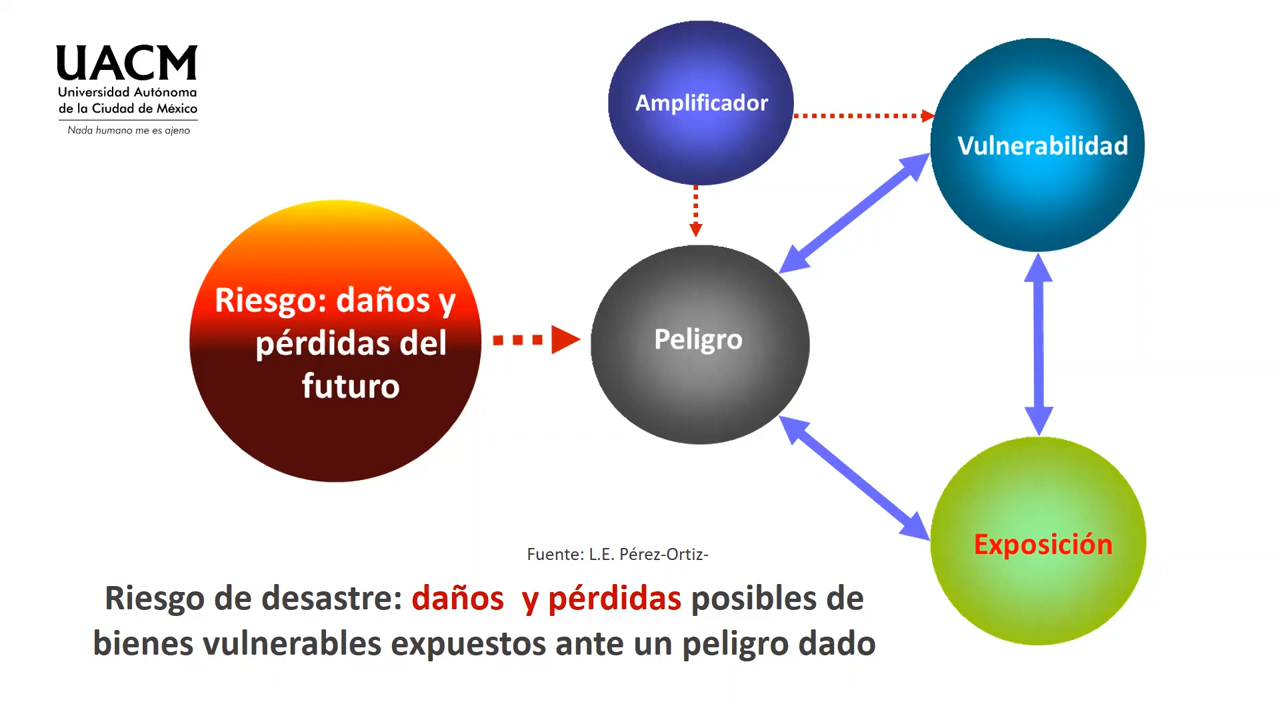 UACM
Universidad Autónoma
de la Ciudad de México
Nada humano me es ajeno
Amplificador
Vulnerabilidad
Riesgo: daños y
pérdidas del
futuro
Peligro
Exposición
Fuente: L.E. Pérez-Ortiz-
Riesgo de desastre: daños  y pérdidas posibles de
bienes vulnerables expuestos ante un peligro dado